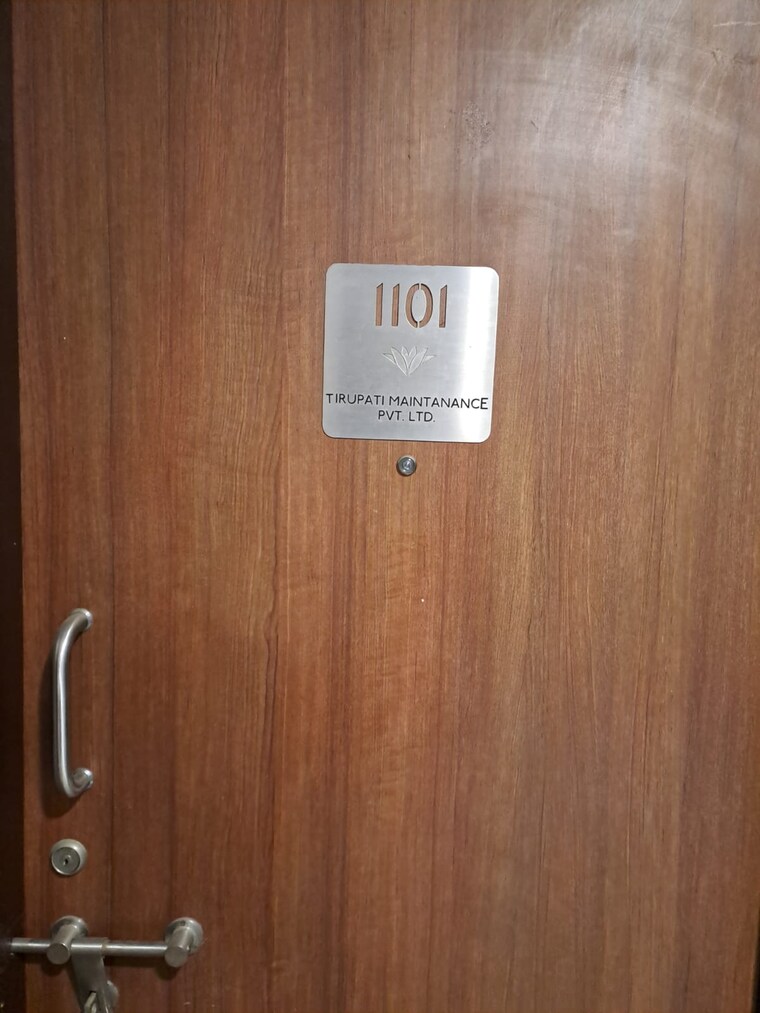 1101
TIRUPATI MAINTANANCE
PVT. LTD.